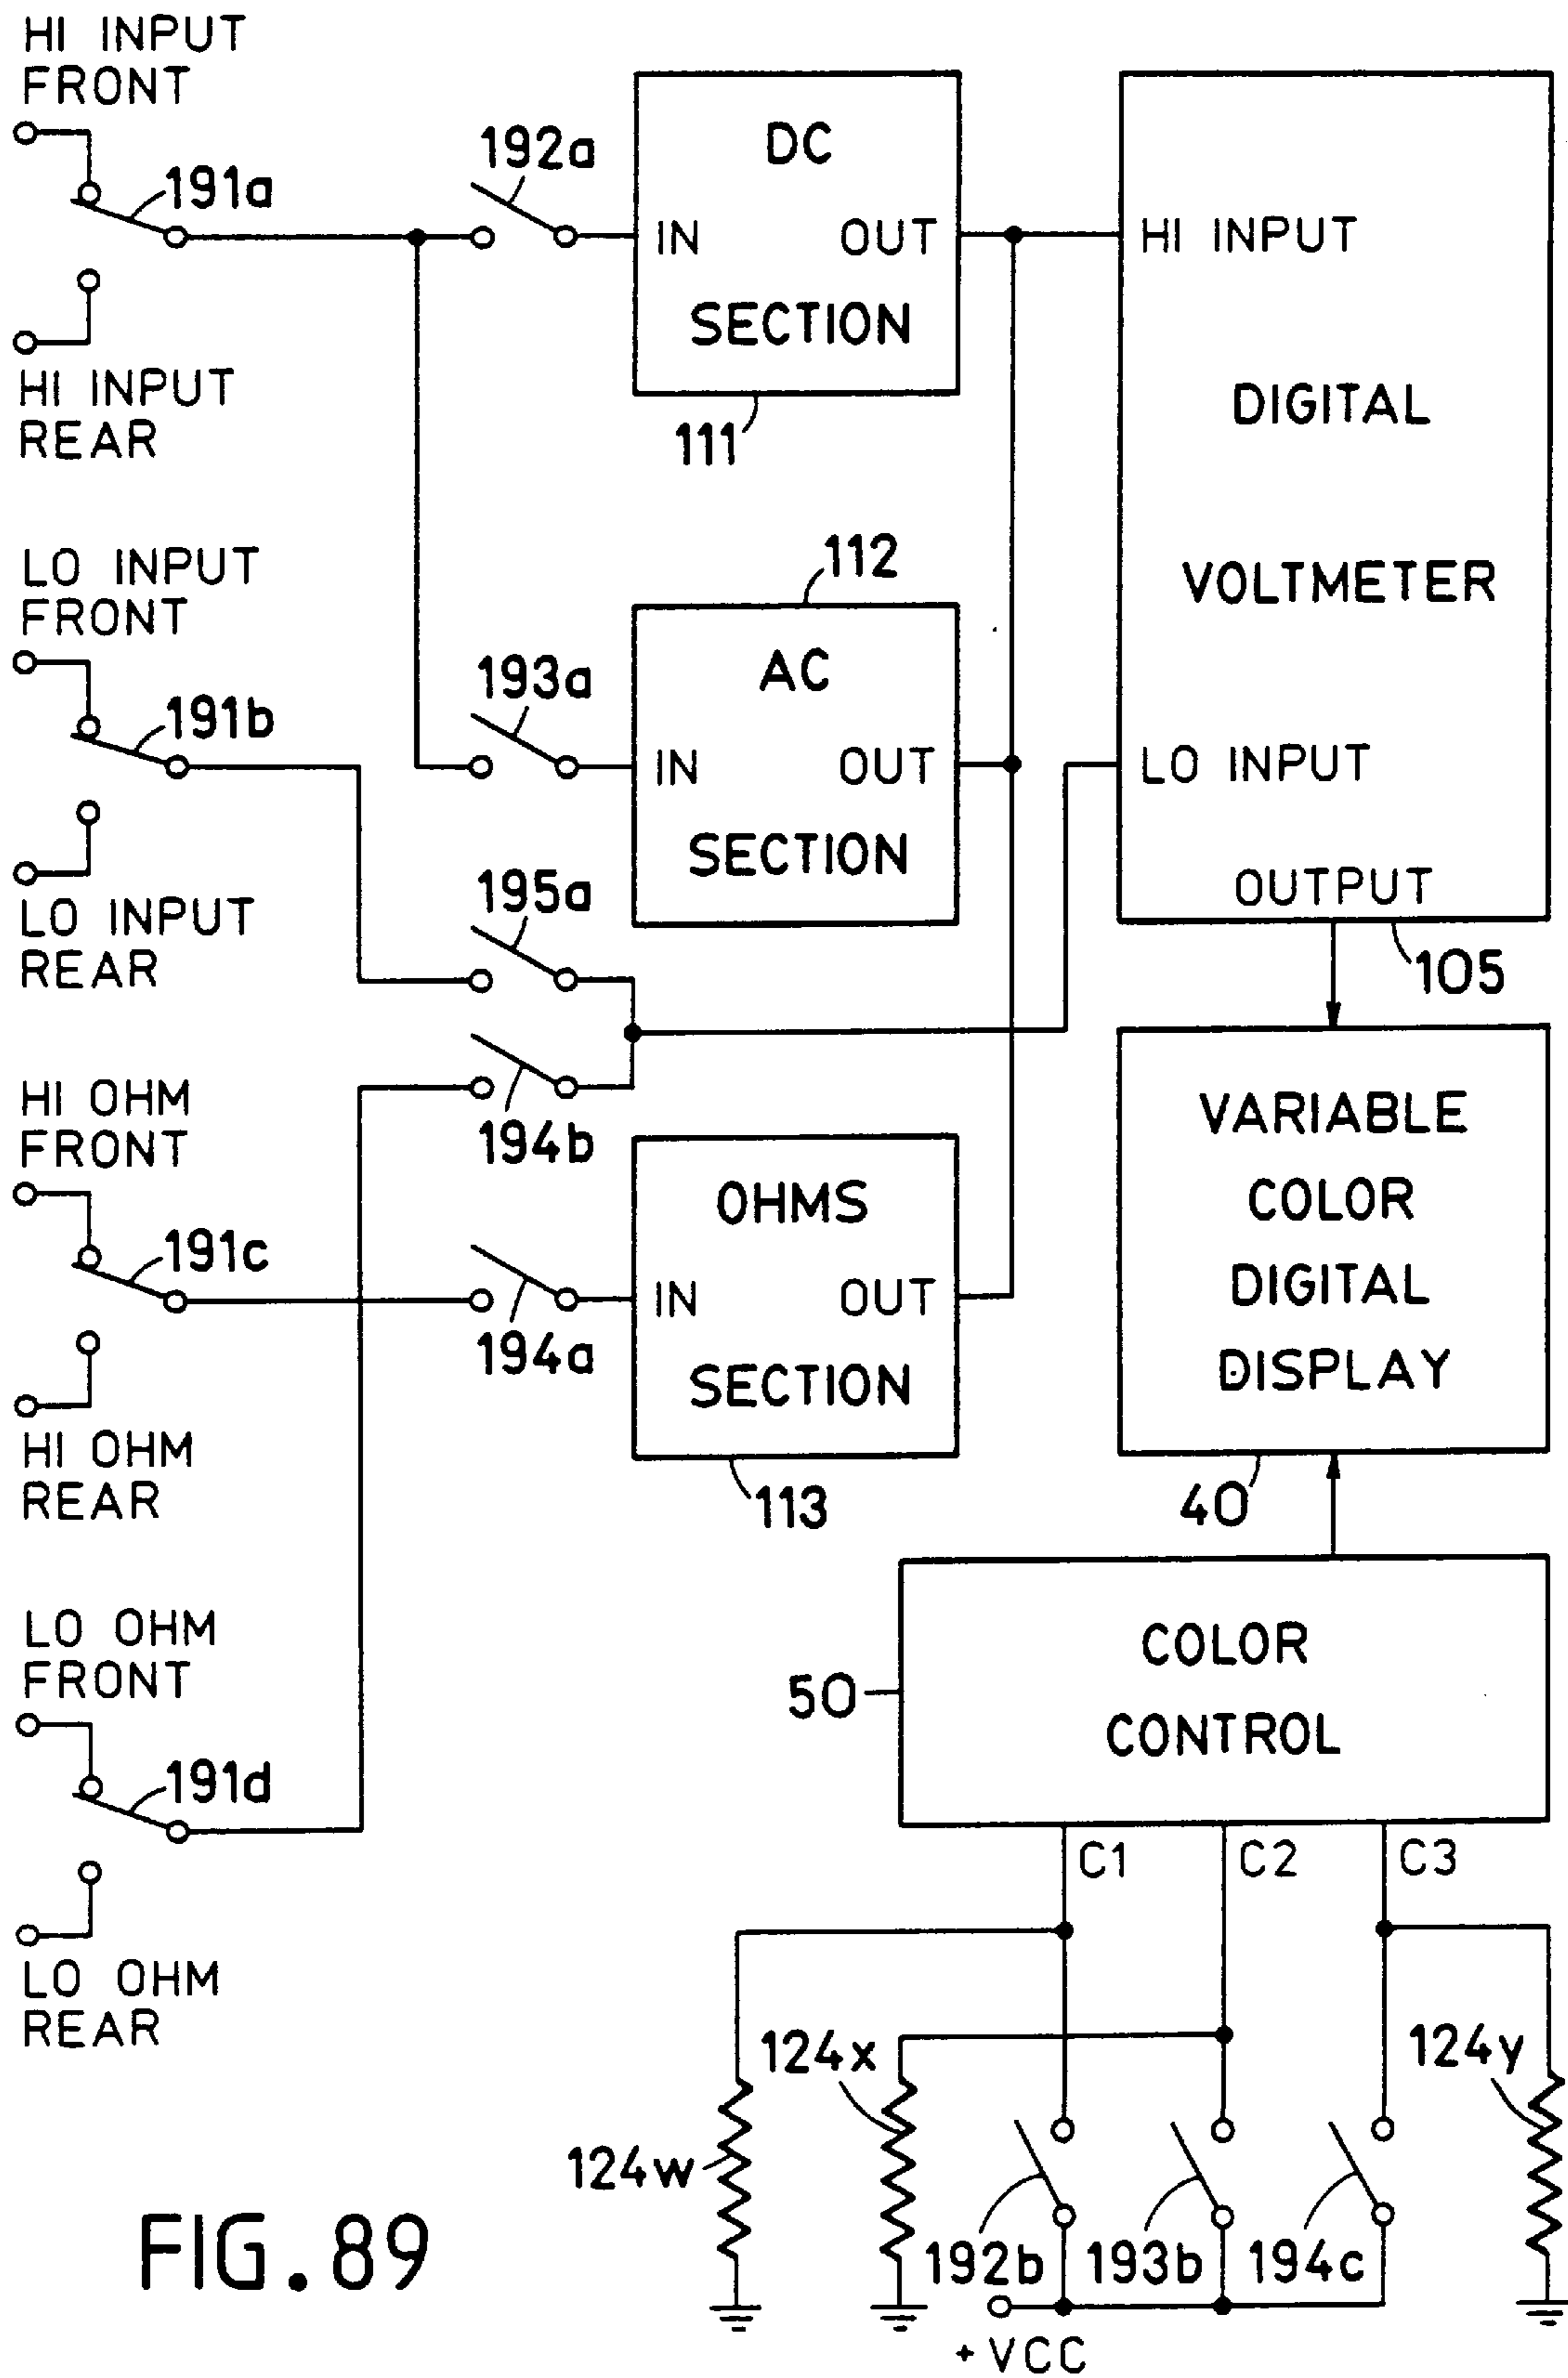 HI INPUT
FRONT
191a
HI INPUT
REAR
192a
DC
IN OUT
SECTION
111
HI INPUT
DIGITAL
VOLTMETER
LO INPUT
OUTPUT
105
LO INPUT
FRONT
191b
LO INPUT
REAR
193a
112
AC
IN OUT
SECTION
195a
194b
HI OHM
FRONT
191c
HI OHM
REAR
194a
OHMS
IN OUT
SECTION
113
VARIABLE
COLOR
DIGITAL
DISPLAY
40
LO OHM
FRONT
191d
LO OHM
REAR
50
COLOR
CONTROL
C1 C2 C3
124w
124x
124y
192b
193b
194c
+VCC
FIG. 89